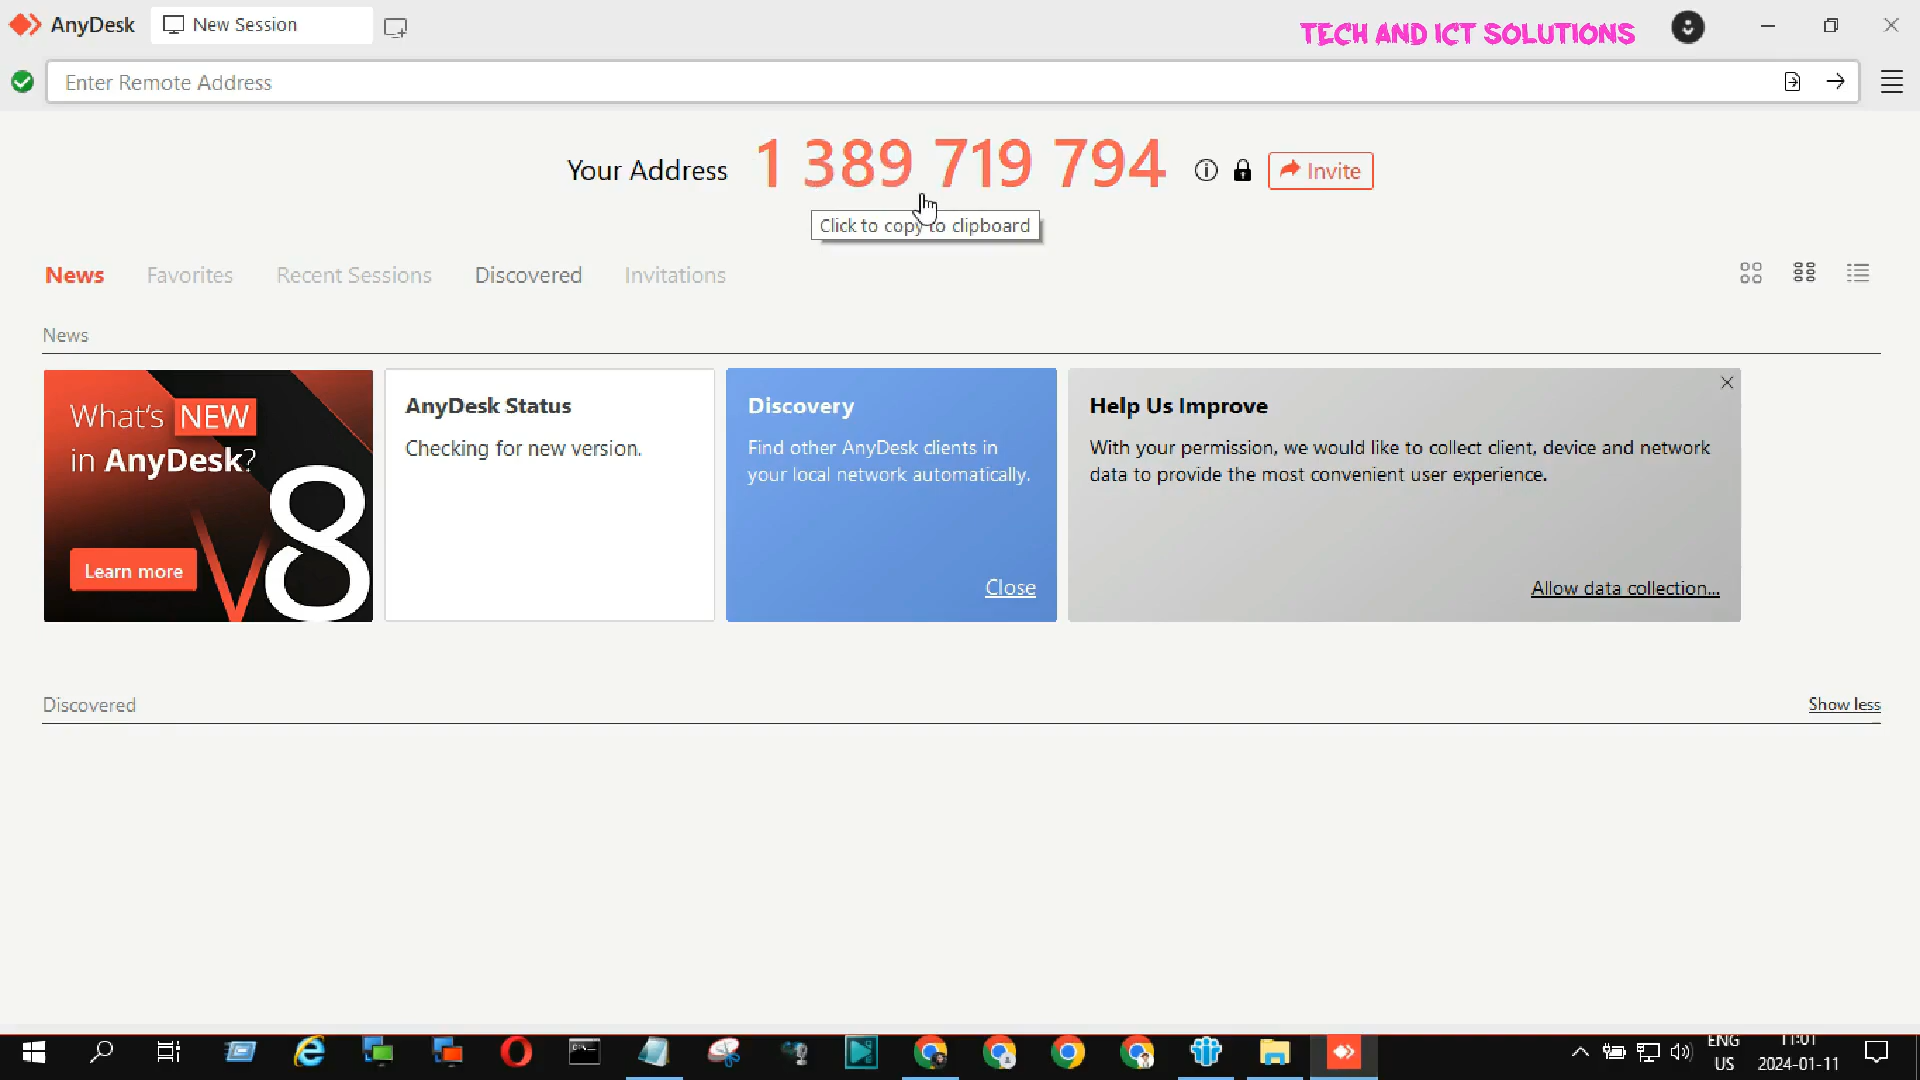 AnyDesk New Session TECH AND ICT SOLUTIONS
Enter Remote Address
Your Address 1 389 719 794 Invite
Click to copy to clipboard
News Favorites Recent Sessions Discovered Invitations
News
What's NEW
in AnyDesk?
V8
Learn more
AnyDesk Status
Checking for new version.
Discovery
Find other AnyDesk clients in
your local network automatically.
Close
Help Us Improve
With your permission, we would like to collect client, device and network
data to provide the most convenient user experience.
Allow data collection...
Discovered Show less
ENG 11:01
US 2024-01-11